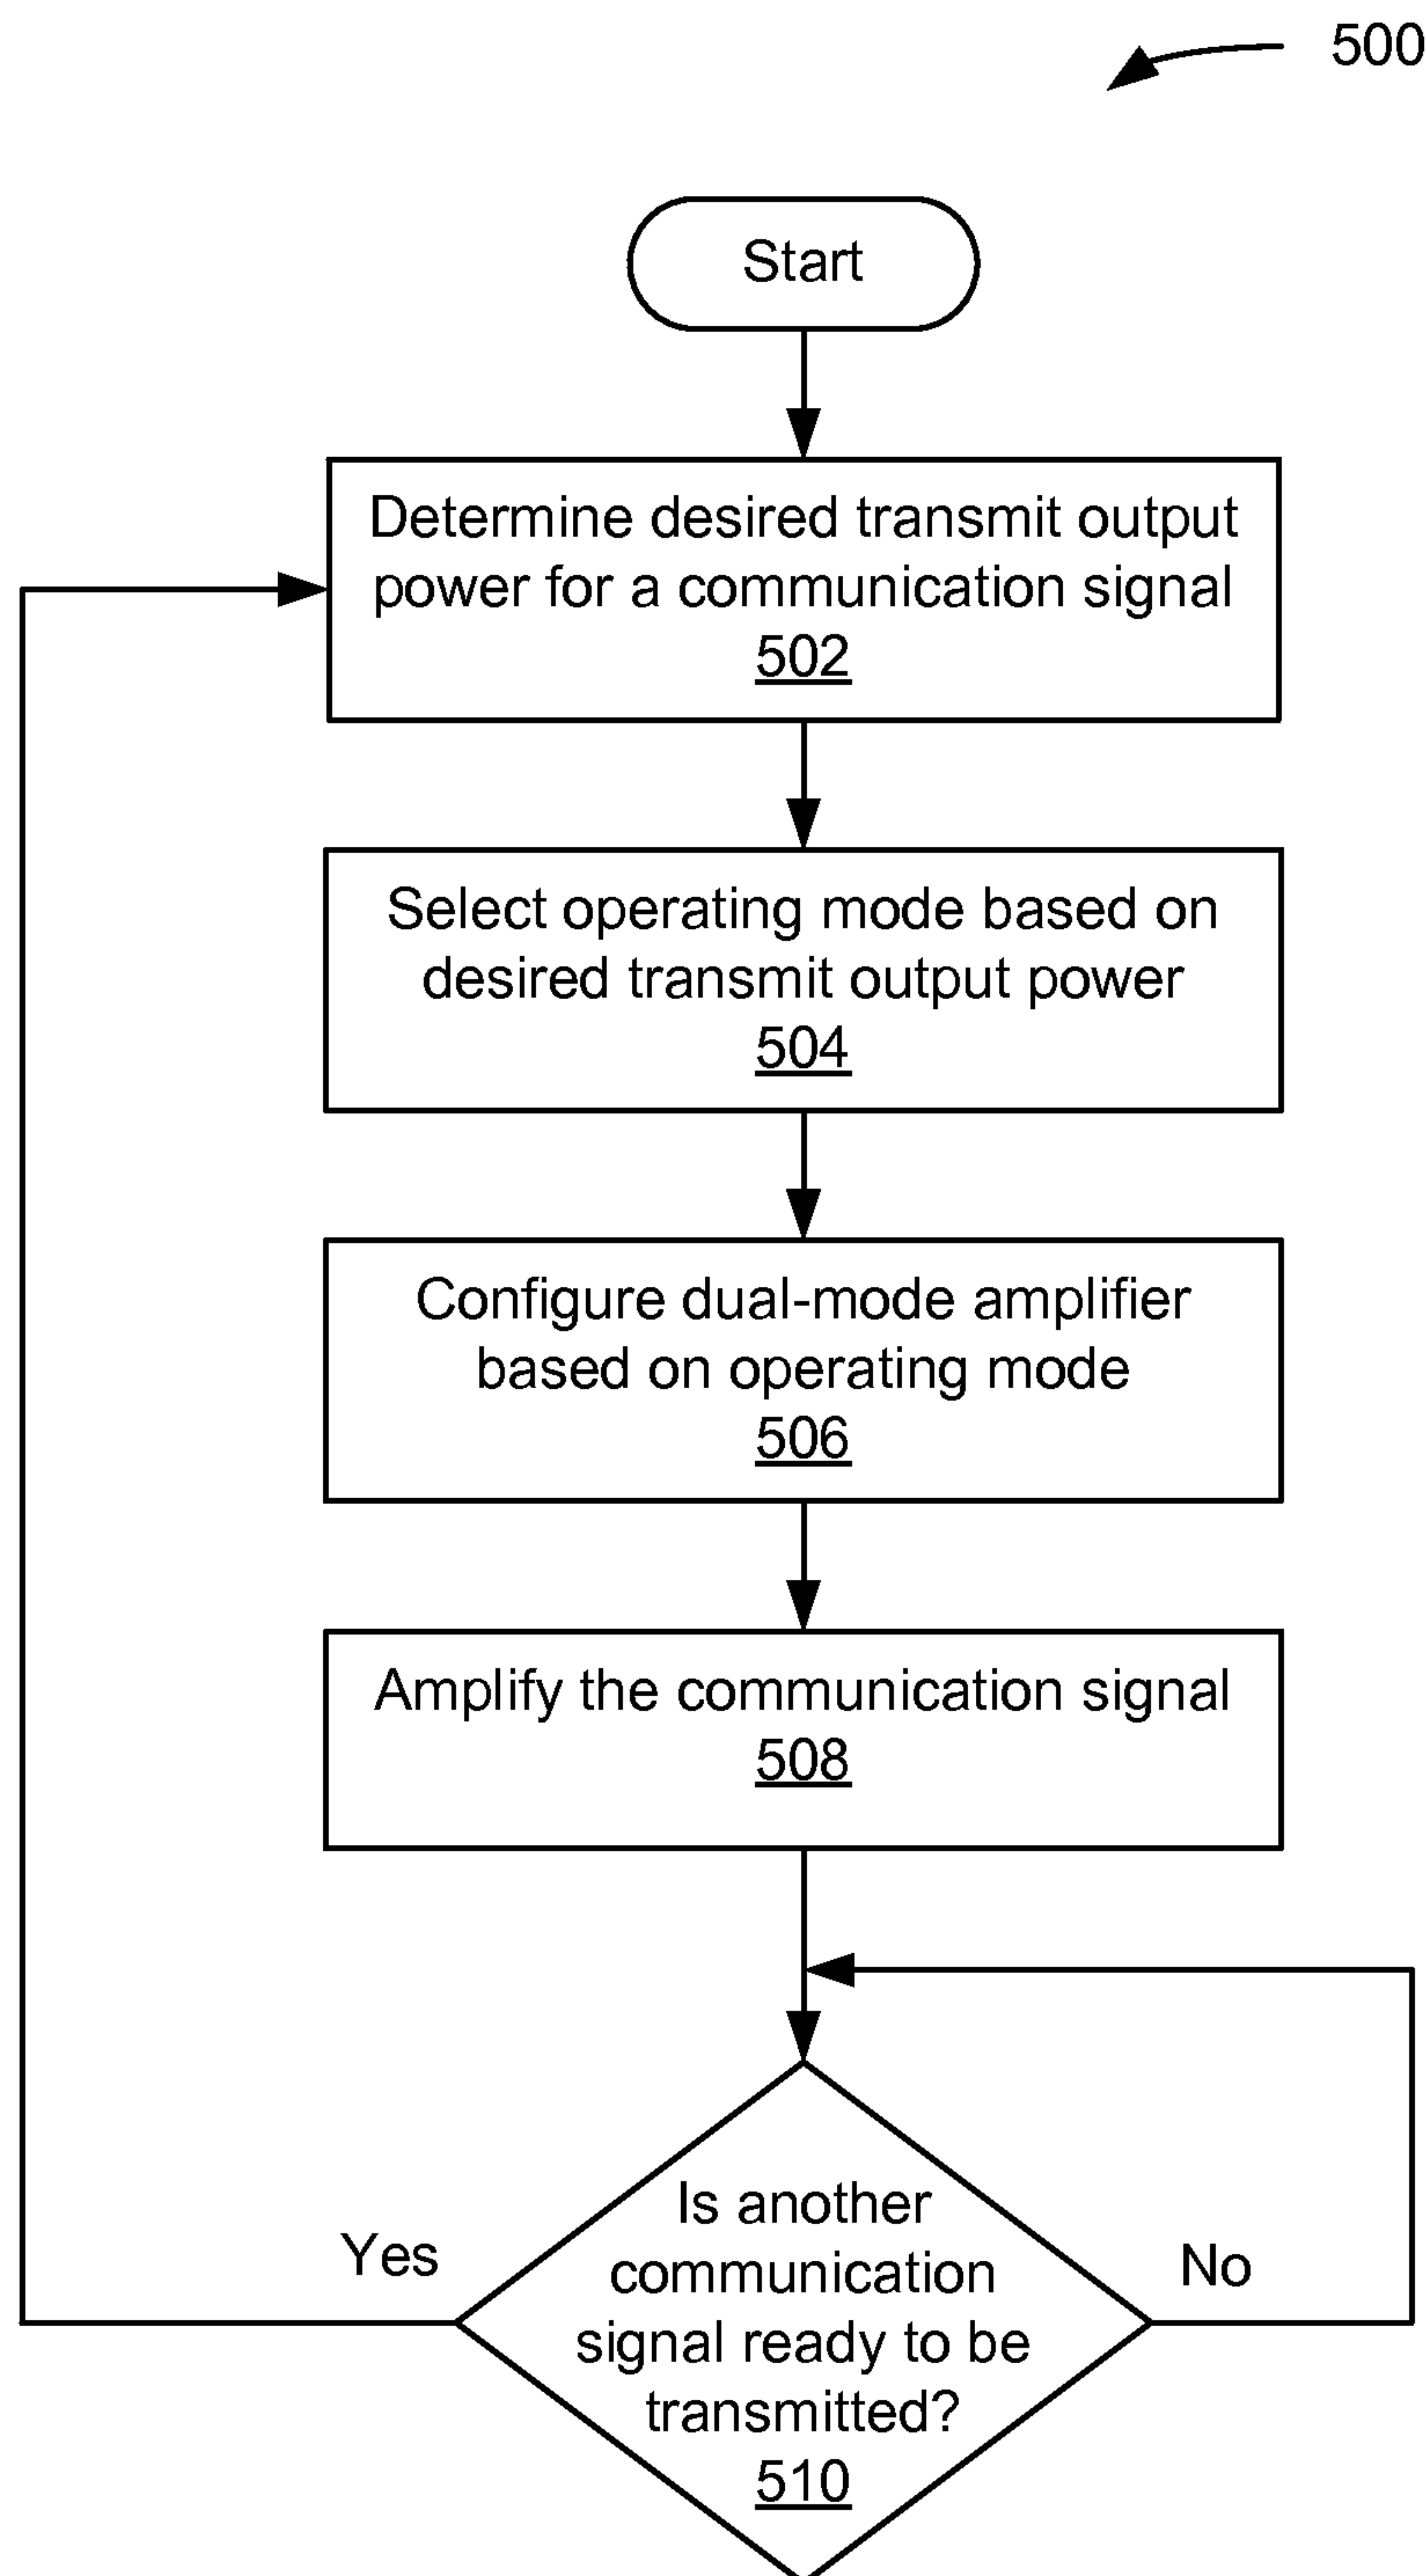 500
Start
Determine desired transmit output
power for a communication signal
502
Select operating mode based on
desired transmit output power
504
Configure dual-mode amplifier
based on operating mode
506
Amplify the communication signal
508
Is another
communication
signal ready to be
transmitted?
510
Yes
No